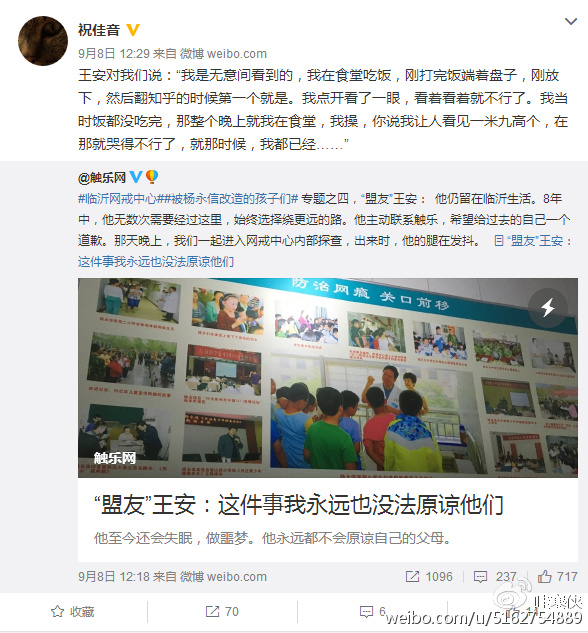 祝佳音
9月8日 12:29 来自 微博 weibo.com
王安对我们说：“我是无意间看到的，我在食堂吃饭，刚打完饭端着盘子，刚放
下，然后翻知乎的时候第一个就是。我点开看了一眼，看着看着就不行了。我当
时饭都没吃完，那整个晚上就我在食堂，我操，你说我让人看见一米九高个，在
那就哭得不行了，就那时候，我都已经……”
@触乐网
#临沂网戒中心##被杨永信改造的孩子们# 专题之四，“盟友”王安： 他仍留在临沂生活。8年
中，他无数次需要经过这里，始终选择绕更远的路。他主动联系触乐，希望给过去的自己一个
道歉。那天晚上，我们一起进入网戒中心内部探查，出来时，他的腿在发抖。 “盟友”王安：
这件事我永远也没法原谅他们
防治网瘾 关口前移
触乐网
“盟友”王安：这件事我永远也没法原谅他们
他至今还会失眠，做噩梦。他永远都不会原谅自己的父母。
9月8日 12:18 来自 微博 weibo.com
1096
237
717
收藏
70
6
weibo.com/u/5162754889